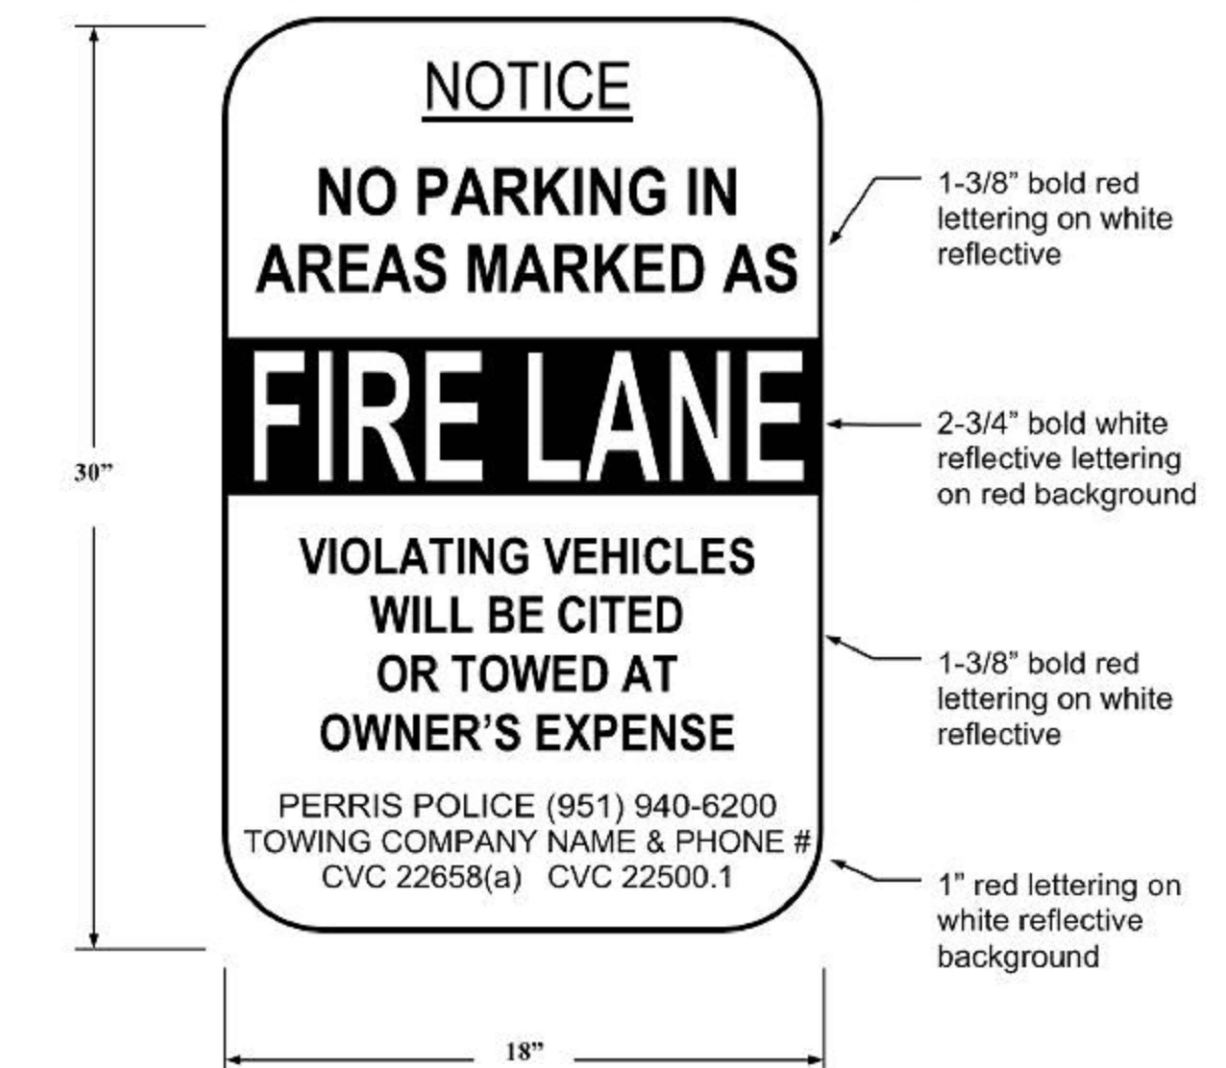 NOTICE
NO PARKING IN
AREAS MARKED AS
FIRE LANE
VIOLATING VEHICLES
WILL BE CITED
OR TOWED AT
OWNER’S EXPENSE
PERRIS POLICE (951) 940-6200
TOWING COMPANY NAME & PHONE #
CVC 22658(a) CVC 22500.1
30”
18”
1-3/8” bold red
lettering on white
reflective
2-3/4” bold white
reflective lettering
on red background
1-3/8” bold red
lettering on white
reflective
1” red lettering on
white reflective
background